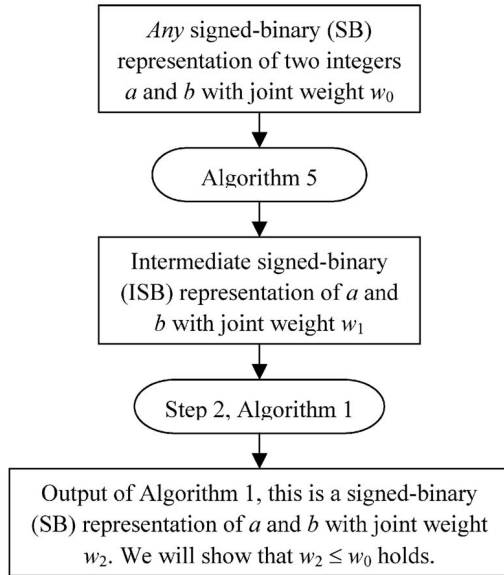 Any signed-binary (SB)
representation of two integers
a and b with joint weight w₀
Algorithm 5
Intermediate signed-binary
(ISB) representation of a and
b with joint weight w₁
Step 2, Algorithm 1
Output of Algorithm 1, this is a signed-binary
(SB) representation of a and b with joint weight
w₂. We will show that w₂ ≤ w₀ holds.